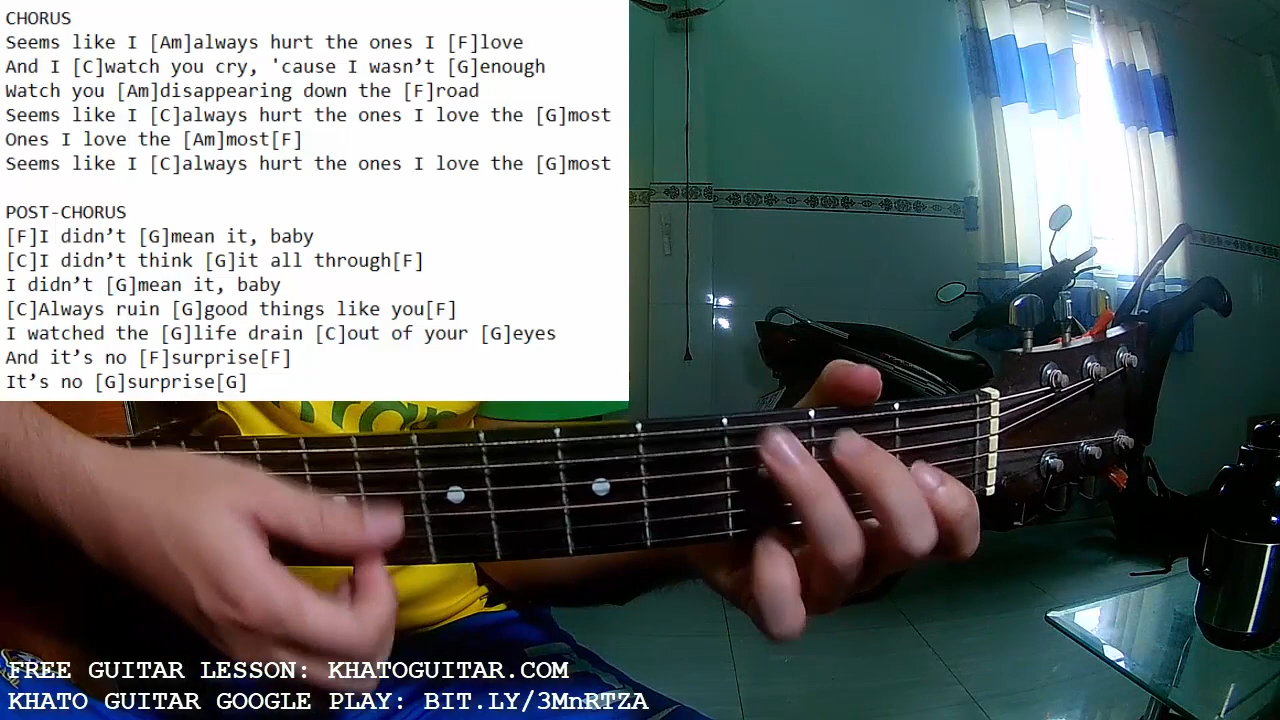 CHORUS
Seems like I [Am]always hurt the ones I [F]love
And I [C]watch you cry, 'cause I wasn’t [G]enough
Watch you [Am]disappearing down the [F]road
Seems like I [C]always hurt the ones I love the [G]most
Ones I love the [Am]most[F]
Seems like I [C]always hurt the ones I love the [G]most
POST-CHORUS
[F]I didn’t [G]mean it, baby
[C]I didn’t think [G]it all through[F]
I didn’t [G]mean it, baby
[C]Always ruin [G]good things like you[F]
I watched the [G]life drain [C]out of your [G]eyes
And it’s no [F]surprise[F]
It’s no [G]surprise[G]
FREE GUITAR LESSON: KHATOGUITAR.COM
KHATO GUITAR GOOGLE PLAY: BIT.LY/3MnRTZA